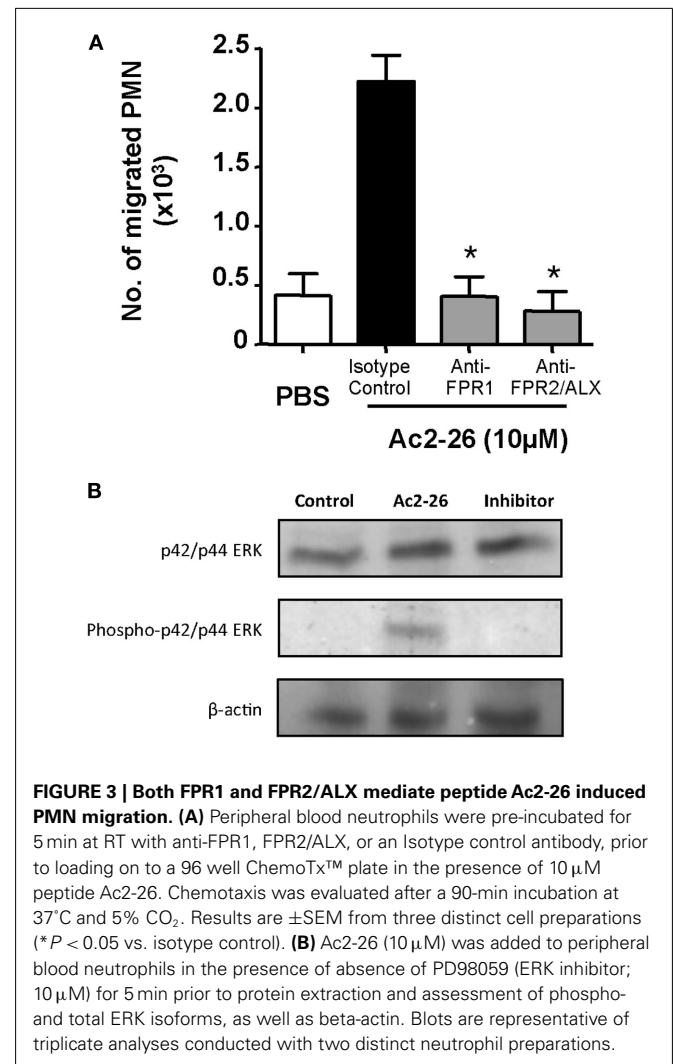 A
No. of migrated PMN
(x10³)
2.5
2.0
1.5
1.0
0.5
0
*
*
PBS
Isotype
Control
Anti-
FPR1
Anti-
FPR2/ALX
Ac2-26 (10µM)
B
Control Ac2-26 Inhibitor
p42/p44 ERK
Phospho-p42/p44 ERK
β-actin
FIGURE 3 | Both FPR1 and FPR2/ALX mediate peptide Ac2-26 induced
PMN migration. (A) Peripheral blood neutrophils were pre-incubated for
5 min at RT with anti-FPR1, FPR2/ALX, or an Isotype control antibody, prior
to loading on to a 96 well ChemoTx™ plate in the presence of 10 µM
peptide Ac2-26. Chemotaxis was evaluated after a 90-min incubation at
37˚C and 5% CO₂. Results are ±SEM from three distinct cell preparations
(*P < 0.05 vs. isotype control). (B) Ac2-26 (10 µM) was added to peripheral
blood neutrophils in the presence of absence of PD98059 (ERK inhibitor;
10 µM) for 5 min prior to protein extraction and assessment of phospho-
and total ERK isoforms, as well as beta-actin. Blots are representative of
triplicate analyses conducted with two distinct neutrophil preparations.